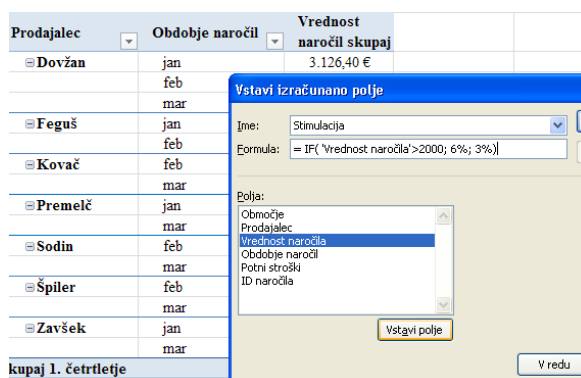 Prodajalec Obdobje naročil Vrednost naročil skupaj
Dovžan jan 3.126,40 €
feb
mar
Feguš jan
feb
Kovač feb
mar
Premelč jan
mar
Sodin feb
mar
Špiler feb
mar
Zavšek jan
mar
kupaj 1. četrtletje
Vstavi izračunano polje
Ime: Stimulacija
Formula: = IF( 'Vrednost naročila'>2000; 6%; 3%)
Polja:
Območje
Prodajalec
Vrednost naročila
Obdobje naročil
Potni stroški
ID naročila
Vstavi polje
V redu